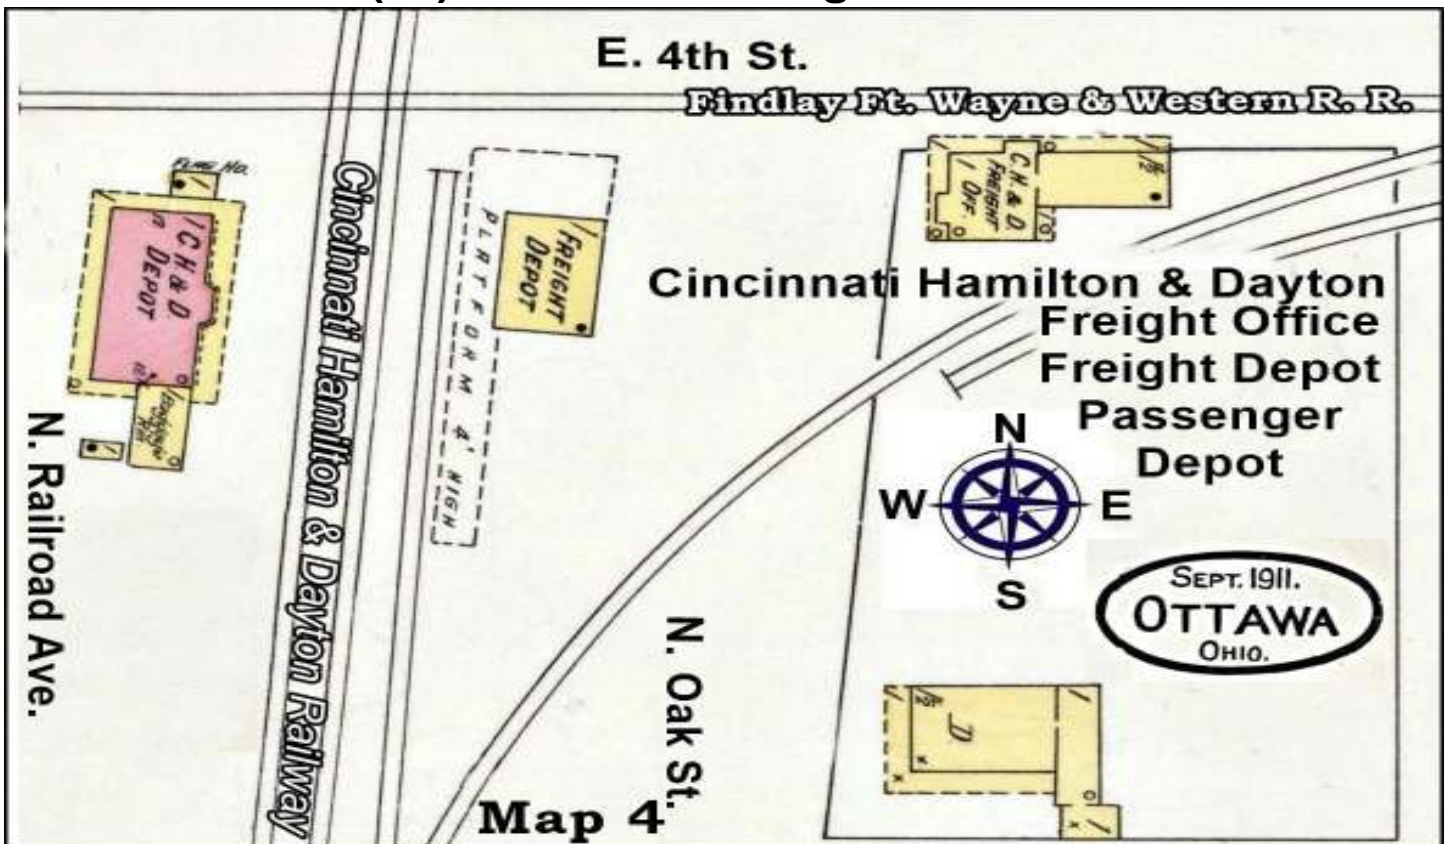 E. 4th St.
Findlay Ft. Wayne & Western R. R.
Cincinnati Hamilton & Dayton Railway
C H & D
DEPOT
PLATFORM 4' HIGH
FREIGHT
DEPOT
C. H. & D
FREIGHT
OFF.
Cincinnati Hamilton & Dayton
Freight Office
Freight Depot
Passenger
Depot
N
W
E
S
SEPT. 1911.
OTTAWA
OHIO.
N. Railroad Ave.
N. Oak St.
D
Map 4